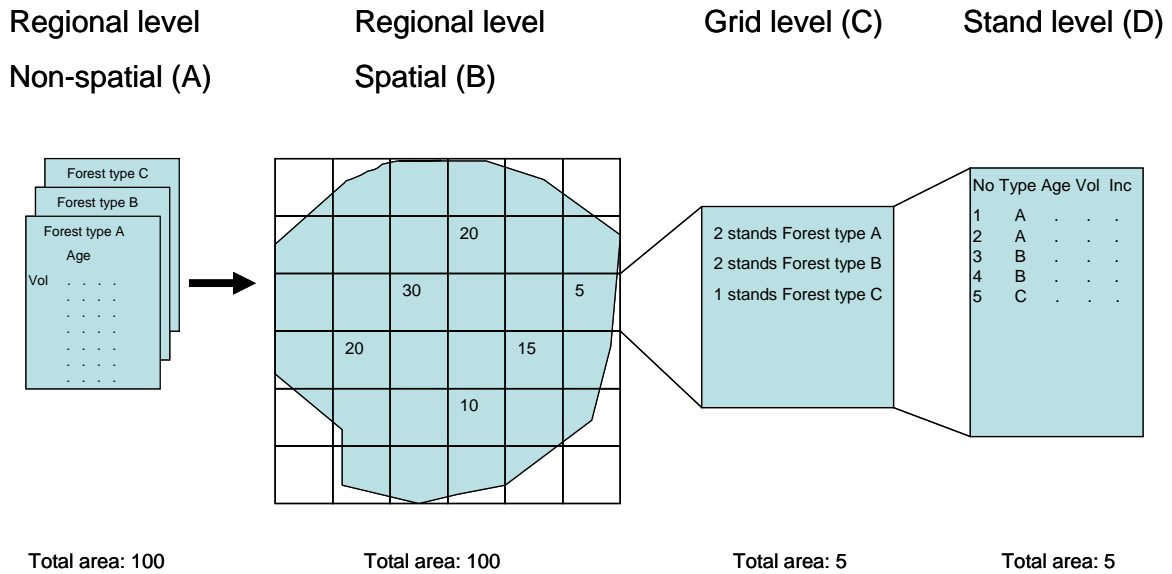 Regional level
Non-spatial (A)
Regional level
Spatial (B)
Grid level (C)
Stand level (D)
Forest type C
Forest type B
Forest type A
Age
Vol . . . .
. . . .
. . . .
. . . .
. . . .
. . . .
. . . .
20
30 5
20 15
10
2 stands Forest type A
2 stands Forest type B
1 stands Forest type C
No Type Age Vol Inc
1 A . . .
2 A . . .
3 B . . .
4 B . . .
5 C . . .
Total area: 100
Total area: 100
Total area: 5
Total area: 5